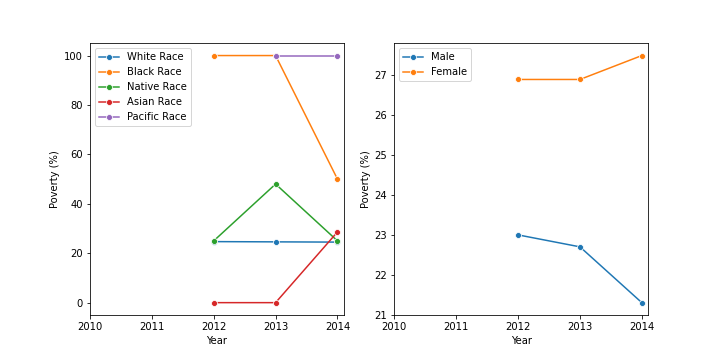 White Race
Black Race
Native Race
Asian Race
Pacific Race
100
80
60
40
20
0
Poverty (%)
2010 2011 2012 2013 2014
Year
Male
Female
27
26
25
24
23
22
21
Poverty (%)
2010 2011 2012 2013 2014
Year